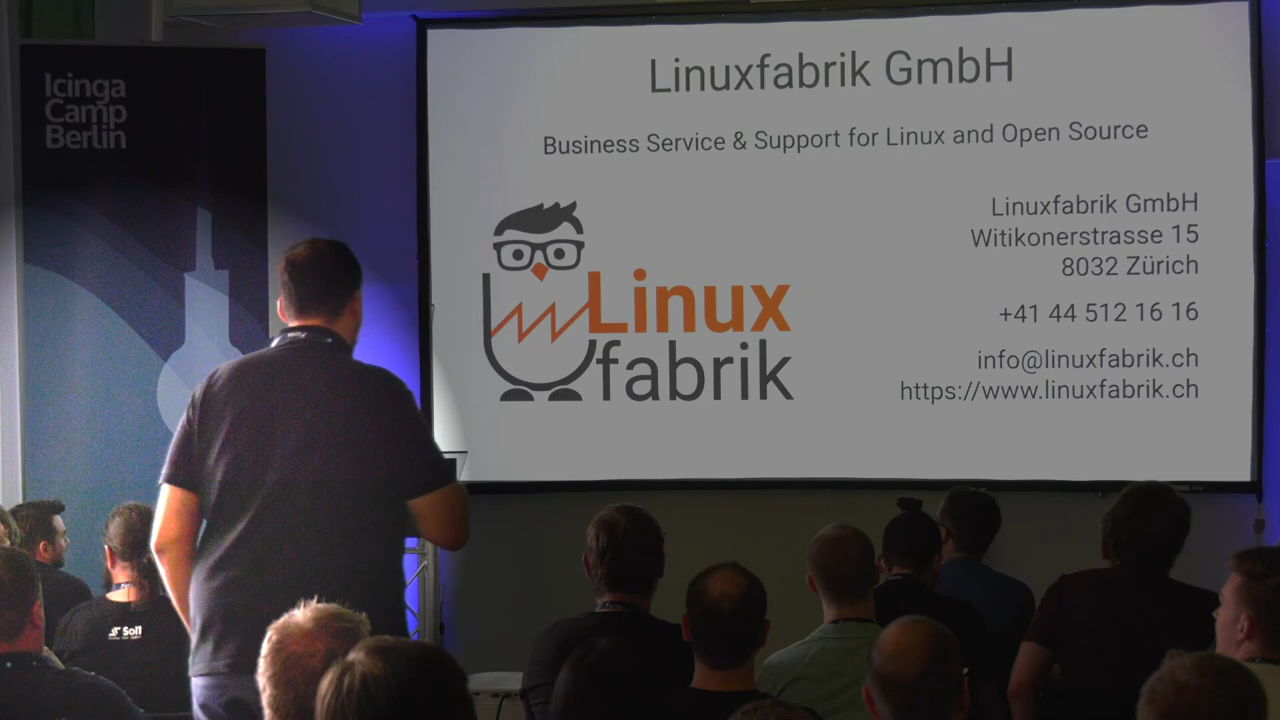 Icinga
Camp
Berlin
Linuxfabrik GmbH
Business Service & Support for Linux and Open Source
Linux
fabrik
Linuxfabrik GmbH
Witikonerstrasse 15
8032 Zürich
+41 44 512 16 16
info@linuxfabrik.ch
https://www.linuxfabrik.ch